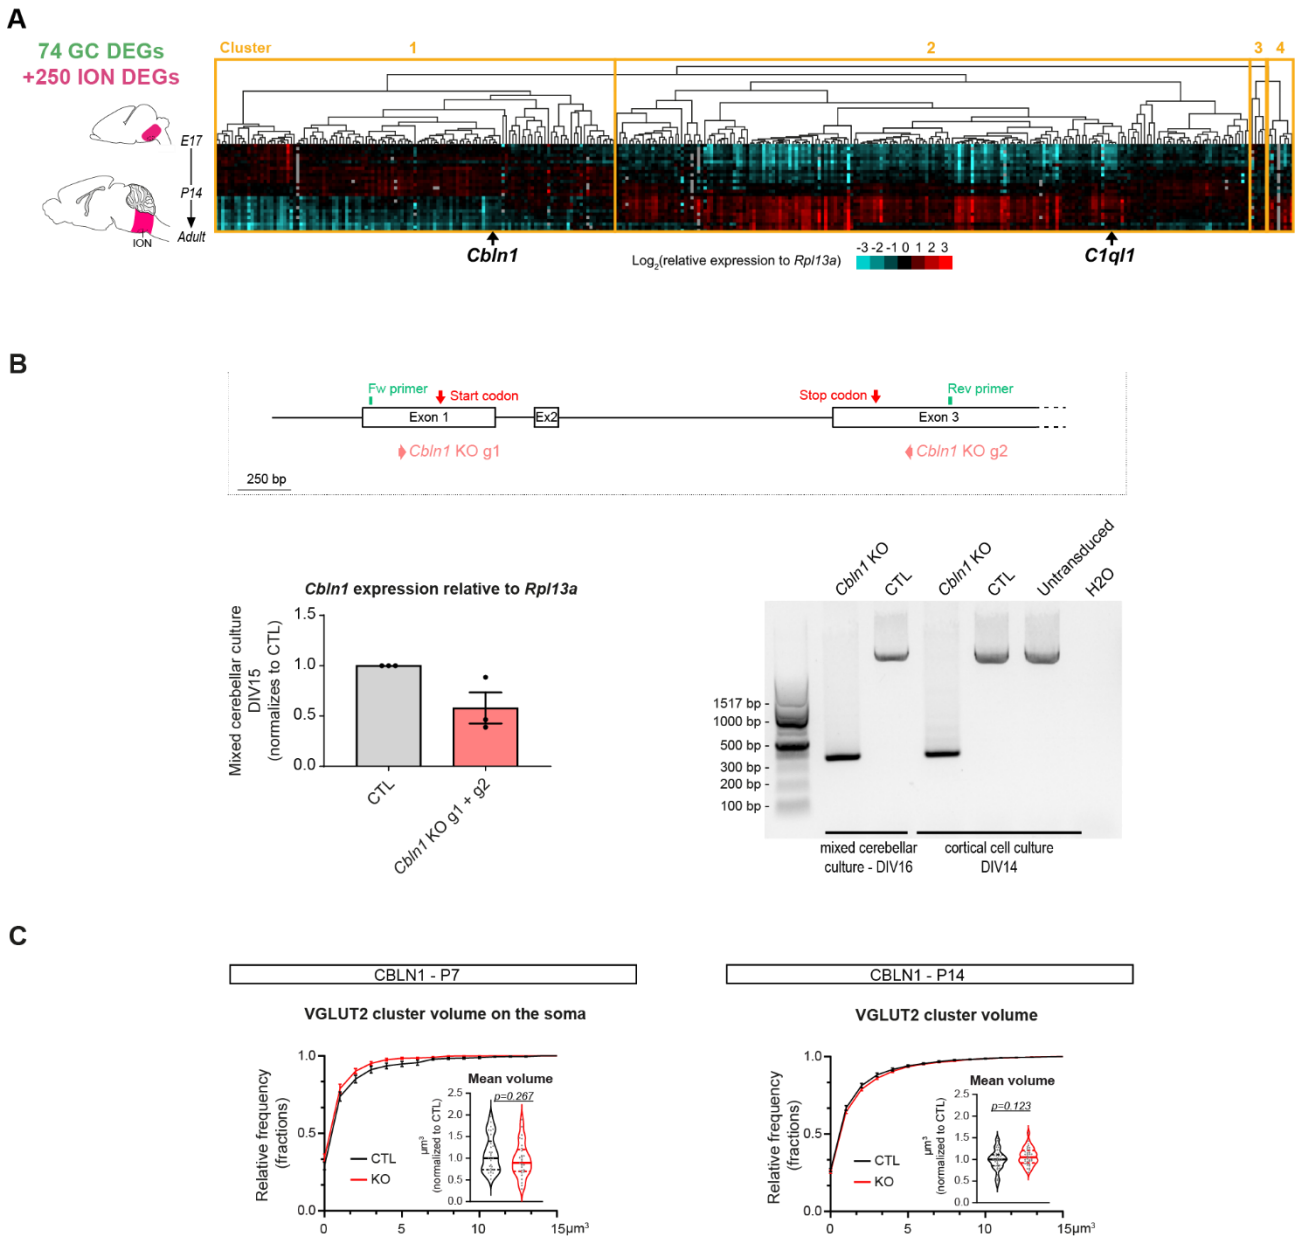 A
74 GC DEGs
+250 ION DEGs
Cluster 1 2 3 4
E17
P14
Adult
ION
Cbln1
C1ql1
Log2(relative expression to Rpl13a)
-3 -2 -1 0 1 2 3
B
Fw primer
Start codon
Stop codon
Rev primer
Exon 1
Ex2
Exon 3
Cbln1 KO g1
Cbln1 KO g2
250 bp
Cbln1 expression relative to Rpl13a
Mixed cerebellar culture
DIV15
(normalizes to CTL)
1.5
1.0
0.5
0.0
CTL
Cbln1 KO g1 + g2
Cbln1 KO
CTL
Cbln1 KO
CTL
Untransduced
H2O
1517 bp -
1000 bp -
500 bp -
300 bp -
200 bp -
100 bp -
mixed cerebellar
culture - DIV16
cortical cell culture
DIV14
C
CBLN1 - P7
VGLUT2 cluster volume on the soma
Relative frequency
(fractions)
1.0
0.5
0.0
0 5 10 15µm³
CTL
KO
Mean volume
p=0.267
µm³
(normalized to CTL)
2.5
2.0
1.5
1.0
0.5
0.0
CBLN1 - P14
VGLUT2 cluster volume
Relative frequency
(fractions)
1.0
0.5
0.0
0 5 10 15µm³
CTL
KO
Mean volume
p=0.123
µm³
(normalized to CTL)
2.5
2.0
1.5
1.0
0.5
0.0